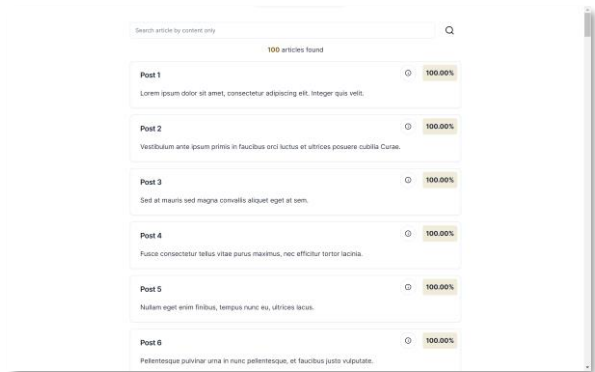 Search article by content only
100 articles found
Post 1
100.00%
Lorem ipsum dolor sit amet, consectetur adipiscing elit. Integer quis velit.
Post 2
100.00%
Vestibulum ante ipsum primis in faucibus orci luctus et ultrices posuere cubilia Curae.
Post 3
100.00%
Sed at mauris sed magna convallis aliquet eget at sem.
Post 4
100.00%
Fusce consectetur tellus vitae purus maximus, nec efficitur tortor lacinia.
Post 5
100.00%
Nullam eget enim finibus, tempus nunc eu, ultrices lacus.
Post 6
100.00%
Pellentesque pulvinar urna in nunc pellentesque, et faucibus justo vulputate.